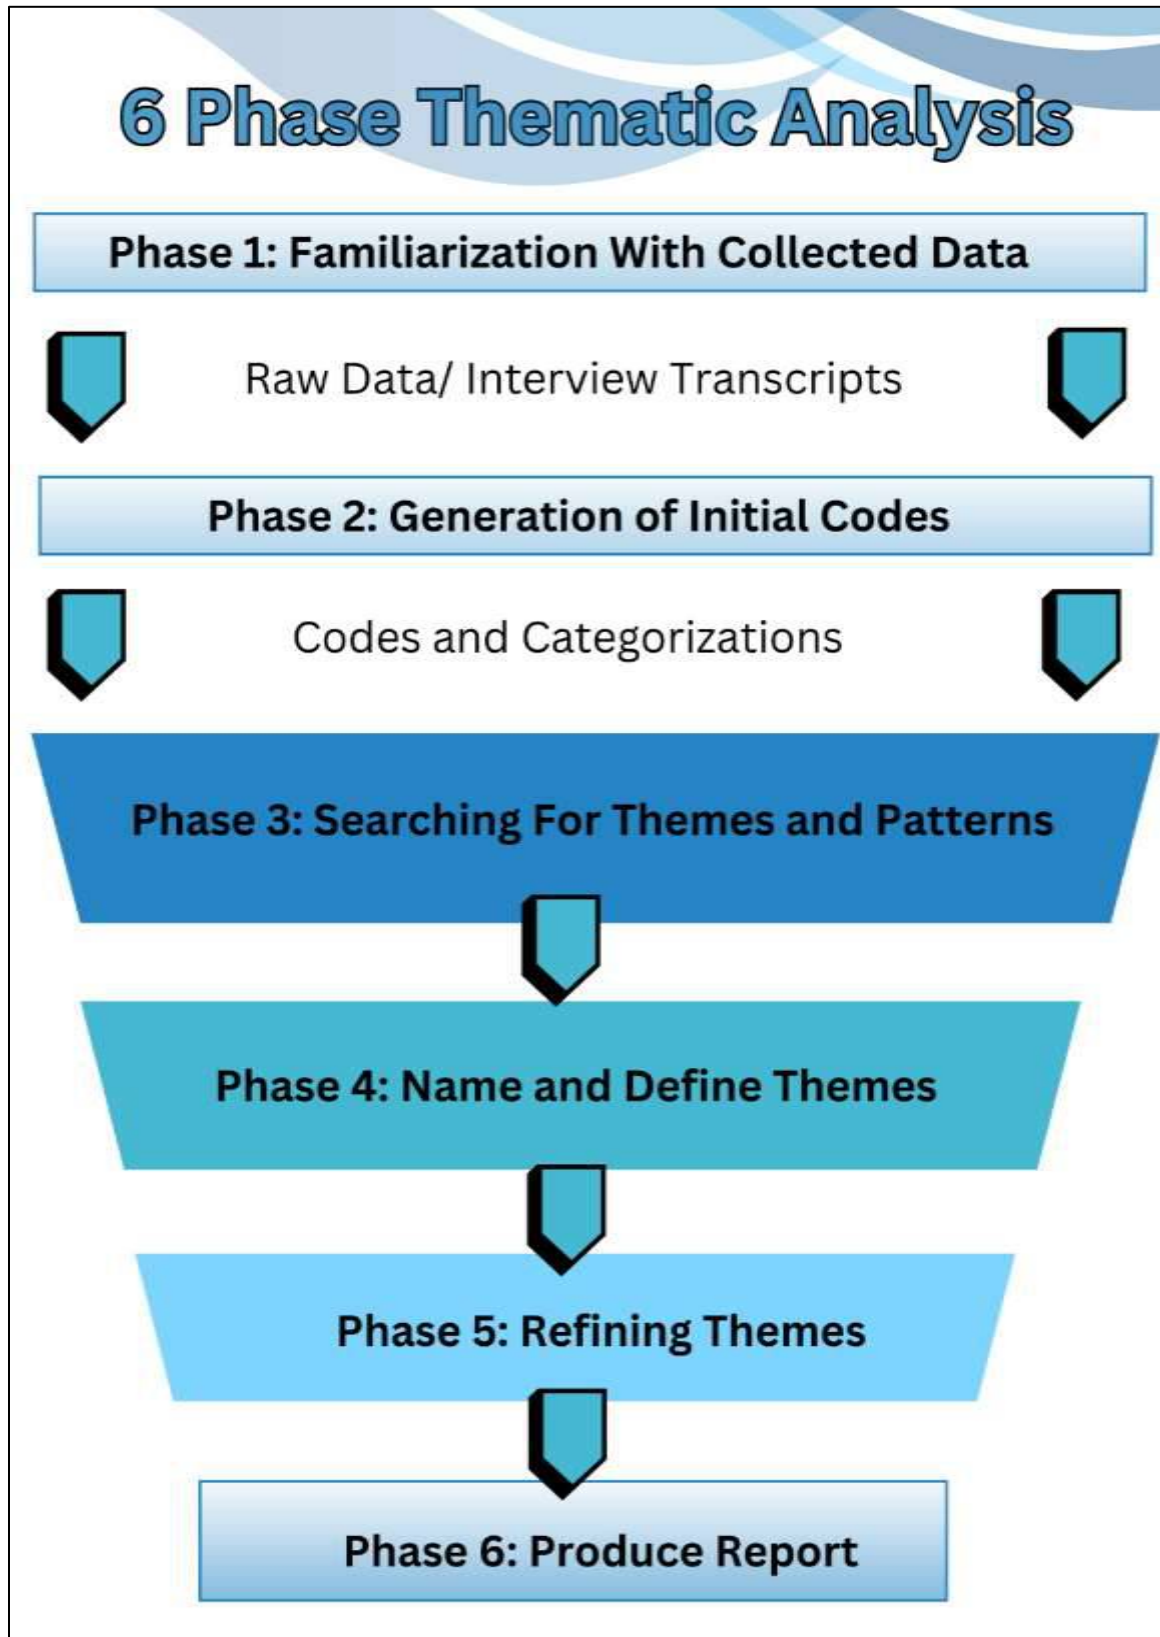 6 Phase Thematic Analysis
Phase 1: Familiarization With Collected Data
Raw Data/ Interview Transcripts
Phase 2: Generation of Initial Codes
Codes and Categorizations
Phase 3: Searching For Themes and Patterns
Phase 4: Name and Define Themes
Phase 5: Refining Themes
Phase 6: Produce Report